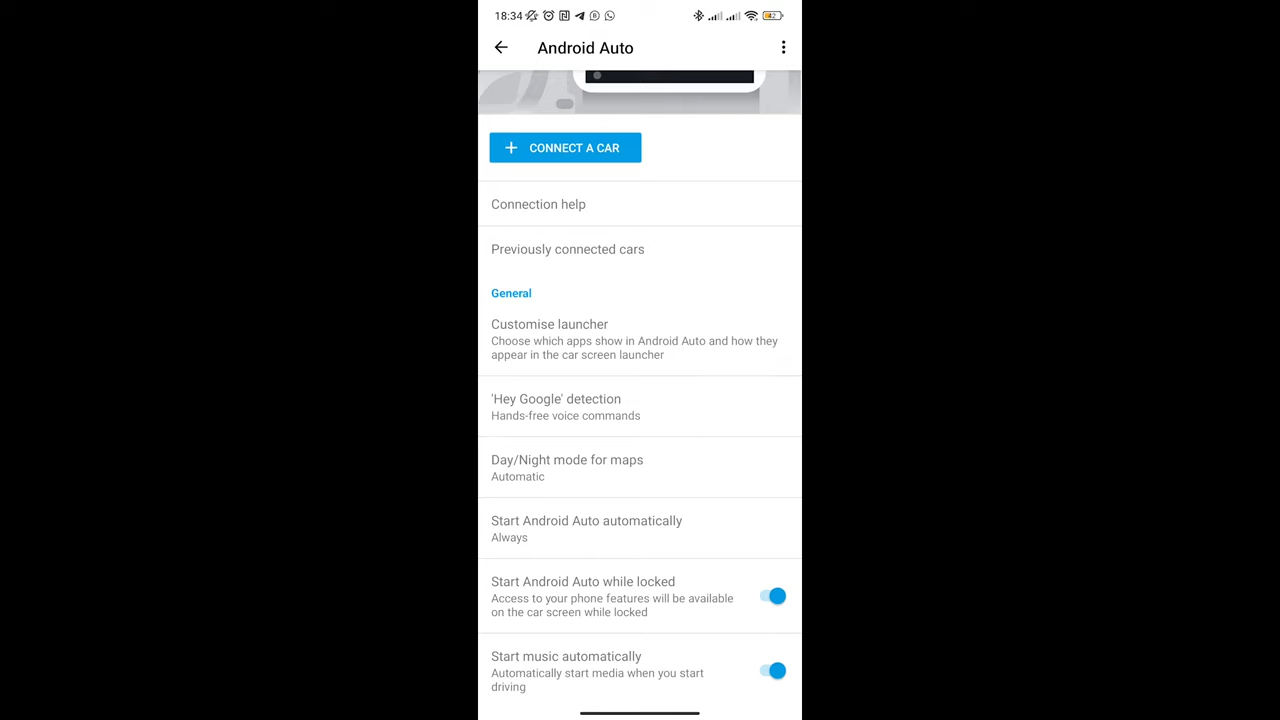 18:34
42
Android Auto
+ CONNECT A CAR
Connection help
Previously connected cars
General
Customise launcher
Choose which apps show in Android Auto and how they
appear in the car screen launcher
'Hey Google' detection
Hands-free voice commands
Day/Night mode for maps
Automatic
Start Android Auto automatically
Always
Start Android Auto while locked
Access to your phone features will be available
on the car screen while locked
Start music automatically
Automatically start media when you start
driving